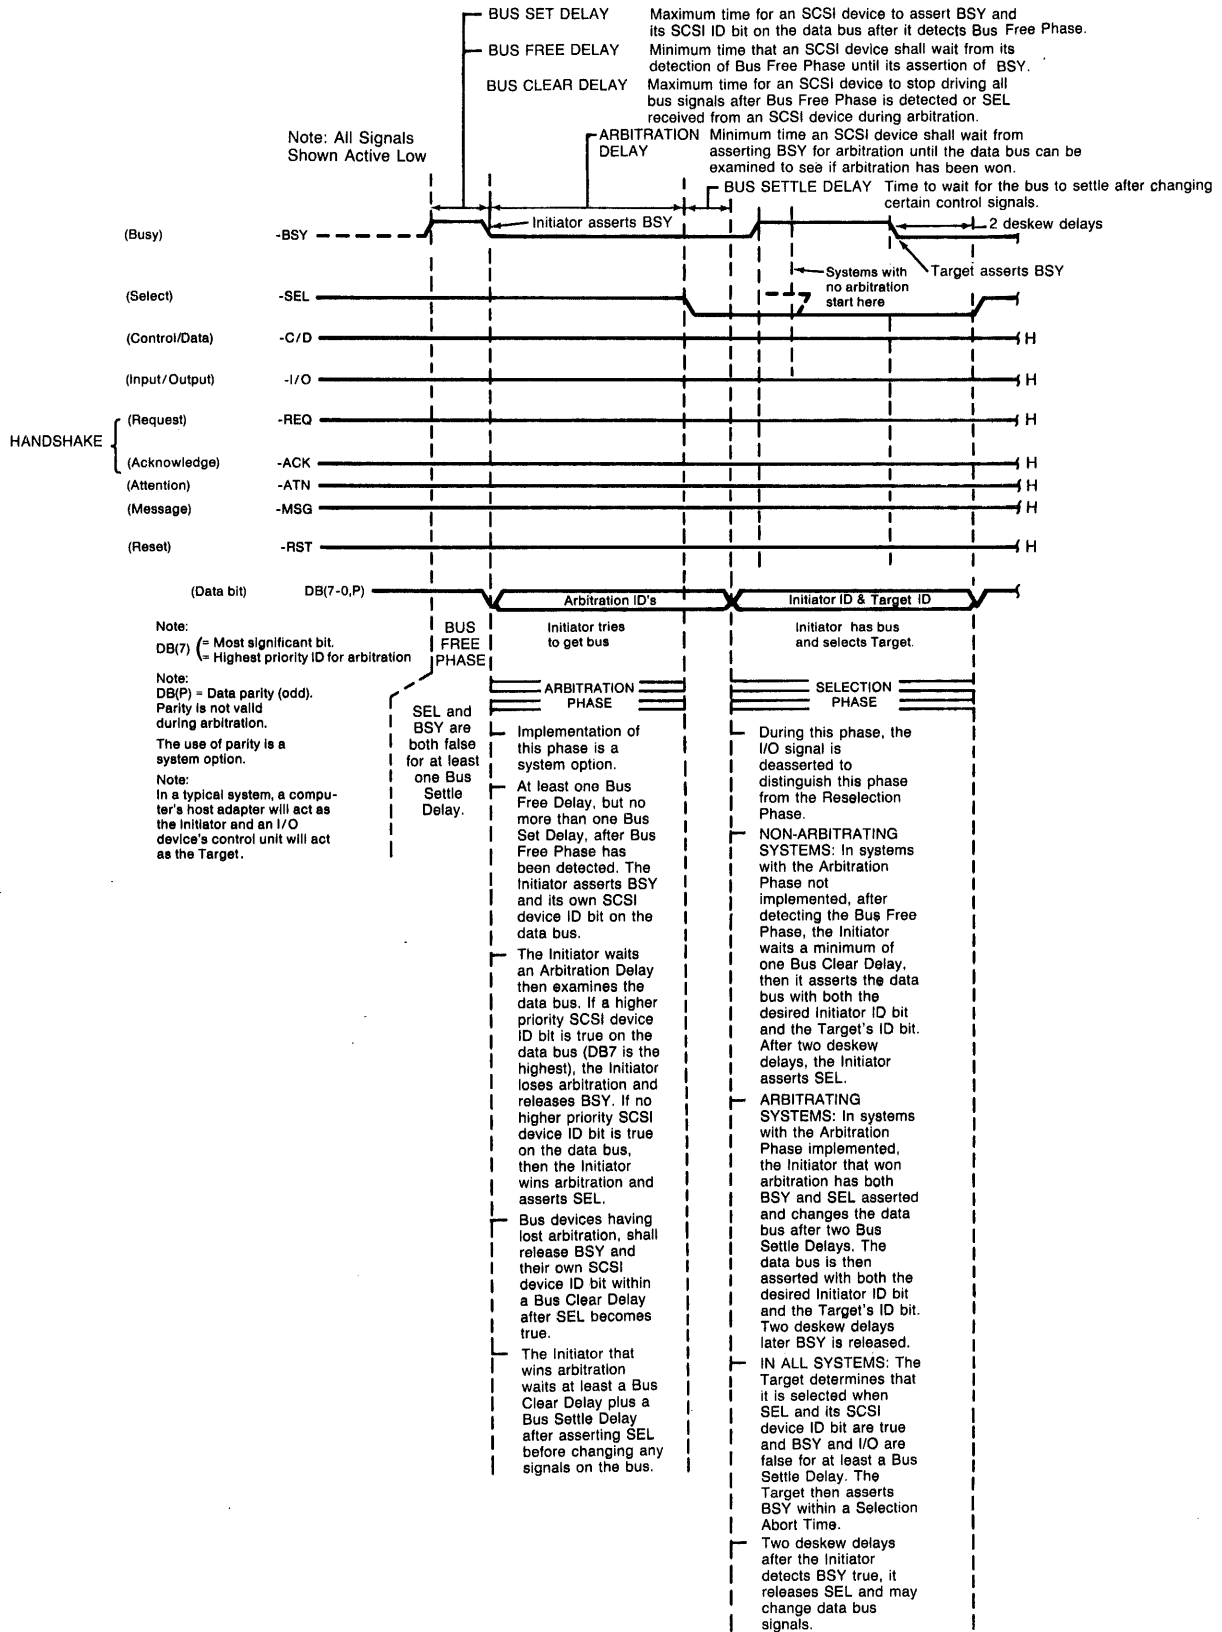 BUS SET DELAY Maximum time for an SCSI device to assert BSY and
its SCSI ID bit on the data bus after it detects Bus Free Phase.
BUS FREE DELAY Minimum time that an SCSI device shall wait from its
detection of Bus Free Phase until its assertion of BSY.
BUS CLEAR DELAY Maximum time for an SCSI device to stop driving all
bus signals after Bus Free Phase is detected or SEL
received from an SCSI device during arbitration.
Note: All Signals
Shown Active Low
ARBITRATION DELAY Minimum time an SCSI device shall wait from
asserting BSY for arbitration until the data bus can be
examined to see if arbitration has been won.
BUS SETTLE DELAY Time to wait for the bus to settle after changing
certain control signals.
(Busy) -BSY
Initiator asserts BSY
2 deskew delays
Target asserts BSY
Systems with
no arbitration
start here
(Select) -SEL
(Control/Data) -C/D H
(Input/Output) -I/O H
HANDSHAKE
(Request) -REQ H
(Acknowledge) -ACK H
(Attention) -ATN H
(Message) -MSG H
(Reset) -RST H
(Data bit) DB(7-0,P) Arbitration ID's Initiator ID & Target ID
Note:
DB(7) = Most significant bit.
= Highest priority ID for arbitration
Note:
DB(P) = Data parity (odd).
Parity is not valid
during arbitration.
The use of parity is a
system option.
Note:
In a typical system, a compu-
ter's host adapter will act as
the Initiator and an I/O
device's control unit will act
as the Target.
BUS
FREE
PHASE
SEL and
BSY are
both false
for at least
one Bus
Settle
Delay.
Initiator tries
to get bus
ARBITRATION
PHASE
Implementation of
this phase is a
system option.
At least one Bus
Free Delay, but no
more than one Bus
Set Delay, after Bus
Free Phase has
been detected. The
Initiator asserts BSY
and its own SCSI
device ID bit on the
data bus.
The Initiator waits
an Arbitration Delay
then examines the
data bus. If a higher
priority SCSI device
ID bit is true on the
data bus (DB7 is the
highest), the Initiator
loses arbitration and
releases BSY. If no
higher priority SCSI
device ID bit is true
on the data bus,
then the Initiator
wins arbitration and
asserts SEL.
Bus devices having
lost arbitration, shall
release BSY and
their own SCSI
device ID bit within
a Bus Clear Delay
after SEL becomes
true.
The Initiator that
wins arbitration
waits at least a Bus
Clear Delay plus a
Bus Settle Delay
after asserting SEL
before changing any
signals on the bus.
Initiator has bus
and selects Target.
SELECTION
PHASE
During this phase, the
I/O signal is
deasserted to
distinguish this phase
from the Reselection
Phase.
NON-ARBITRATING
SYSTEMS: In systems
with the Arbitration
Phase not
implemented, after
detecting the Bus Free
Phase, the Initiator
waits a minimum of
one Bus Clear Delay,
then it asserts the data
bus with both the
desired Initiator ID bit
and the Target's ID bit.
After two deskew
delays, the Initiator
asserts SEL.
ARBITRATING
SYSTEMS: In systems
with the Arbitration
Phase implemented,
the Initiator that won
arbitration has both
BSY and SEL asserted
and changes the data
bus after two Bus
Settle Delays. The
data bus is then
asserted with both the
desired Initiator ID bit
and the Target's ID bit.
Two deskew delays
later BSY is released.
IN ALL SYSTEMS: The
Target determines that
it is selected when
SEL and its SCSI
device ID bit are true
and BSY and I/O are
false for at least a Bus
Settle Delay. The
Target then asserts
BSY within a Selection
Abort Time.
Two deskew delays
after the Initiator
detects BSY true, it
releases SEL and may
change data bus
signals.